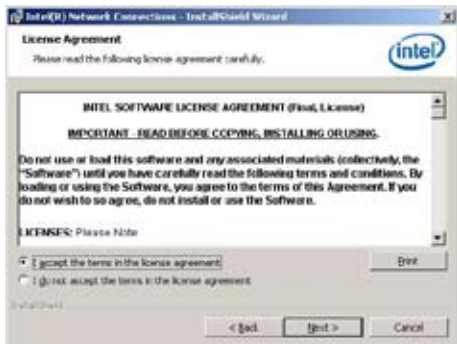 Intel(R) Network Connections - InstallShield Wizard
License Agreement
Please read the following license agreement carefully.
intel
INTEL SOFTWARE LICENSE AGREEMENT (Final, License)
IMPORTANT - READ BEFORE COPYING, INSTALLING OR USING.
Do not use or load this software and any associated materials (collectively, the
"Software") until you have carefully read the following terms and conditions. By
loading or using the Software, you agree to the terms of this Agreement. If you
do not wish to so agree, do not install or use the Software.
LICENSES: Please Note
I accept the terms in the license agreement
I do not accept the terms in the license agreement
Print
InstallShield
< Back
Next >
Cancel